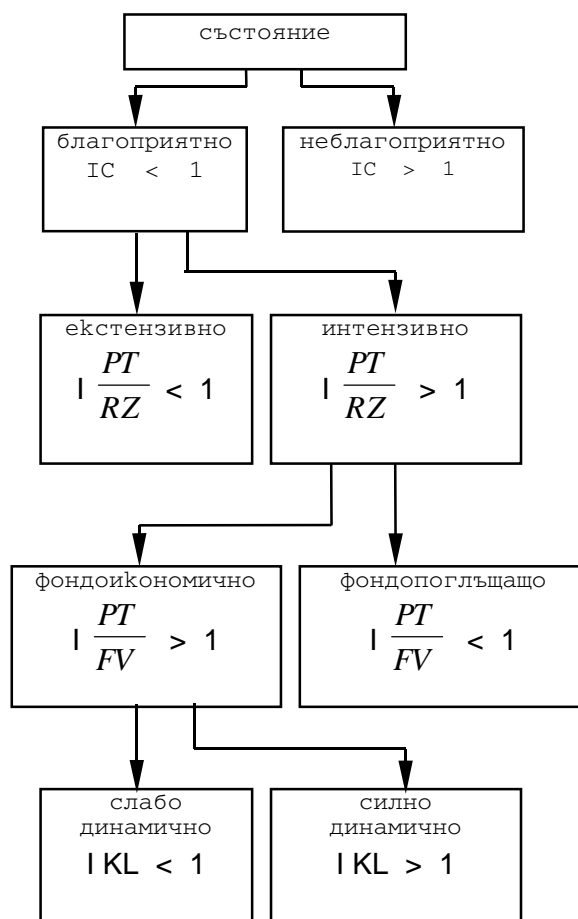 състояние
благоприятно
IC < 1
неблагоприятно
IC > 1
екстензивно
I PT/RZ < 1
интензивно
I PT/RZ > 1
фондоикономично
I PT/FV > 1
фондопоглъщащо
I PT/FV < 1
слабо
динамично
I KL < 1
силно
динамично
I KL > 1